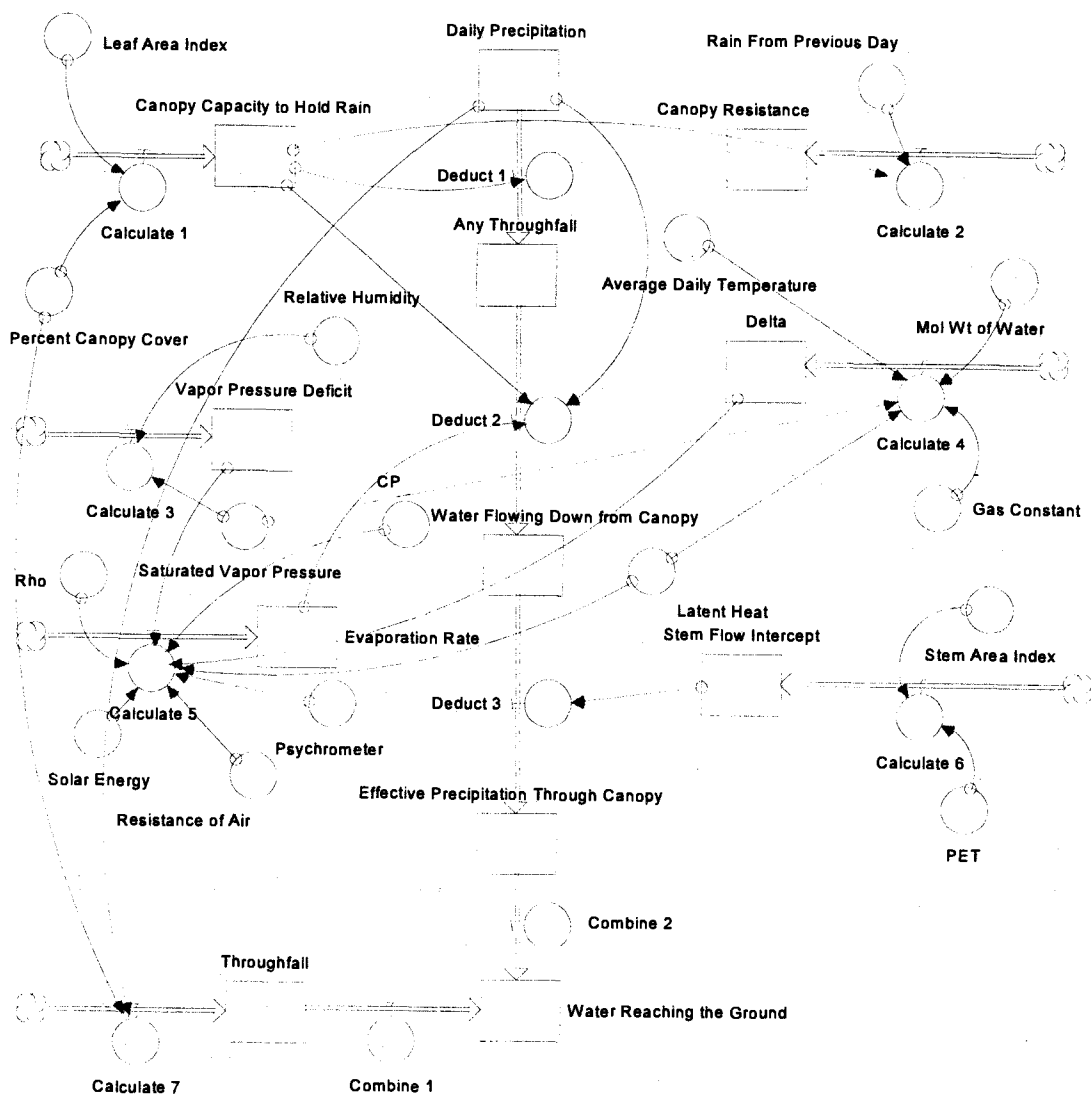 Leaf Area Index
Daily Precipitation
Rain From Previous Day
Canopy Capacity to Hold Rain
Canopy Resistance
Deduct 1
Calculate 1
Any Throughfall
Calculate 2
Relative Humidity
Average Daily Temperature
Percent Canopy Cover
Delta
Mol Wt of Water
Vapor Pressure Deficit
Deduct 2
Calculate 4
CP
Calculate 3
Water Flowing Down from Canopy
Gas Constant
Saturated Vapor Pressure
Rho
Latent Heat
Evaporation Rate
Stem Flow Intercept
Stem Area Index
Calculate 5
Deduct 3
Psychrometer
Calculate 6
Solar Energy
Effective Precipitation Through Canopy
Resistance of Air
PET
Combine 2
Throughfall
Water Reaching the Ground
Calculate 7
Combine 1